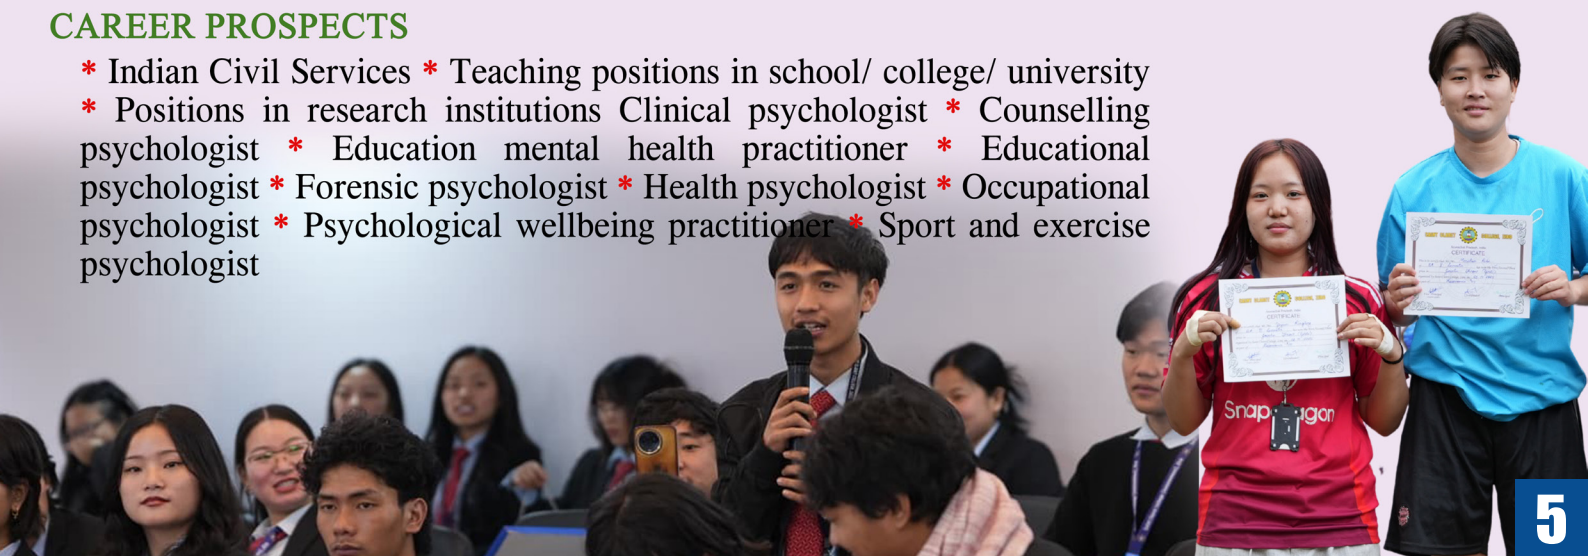 CAREER PROSPECTS
* Indian Civil Services * Teaching positions in school/ college/ university
* Positions in research institutions Clinical psychologist * Counselling
psychologist * Education mental health practitioner * Educational
psychologist * Forensic psychologist * Health psychologist * Occupational
psychologist * Psychological wellbeing practitioner * Sport and exercise
psychologist
CERTIFICATE
CERTIFICATE
5